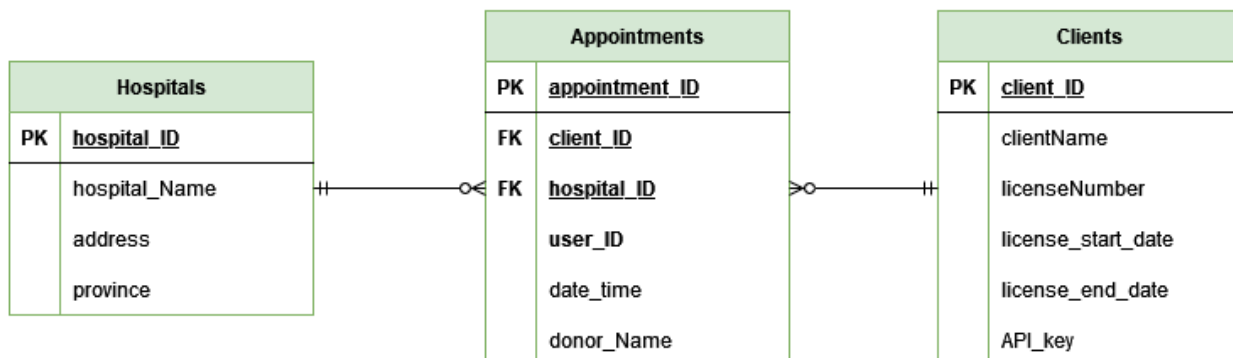 Hospitals
PK hospital_ID
hospital_Name
address
province
Appointments
PK appointment_ID
FK client_ID
FK hospital_ID
user_ID
date_time
donor_Name
Clients
PK client_ID
clientName
licenseNumber
license_start_date
license_end_date
API_key